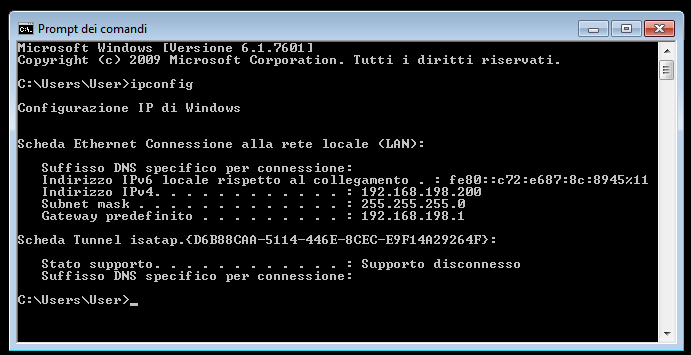 Prompt dei comandi
Microsoft Windows [Versione 6.1.7601]
Copyright (c) 2009 Microsoft Corporation. Tutti i diritti riservati.
C:\Users\User>ipconfig
Configurazione IP di Windows
Scheda Ethernet Connessione alla rete locale (LAN):
Suffisso DNS specifico per connessione:
Indirizzo IPv6 locale rispetto al collegamento . : fe80::c72:e687:8c:8945%11
Indirizzo IPv4. . . . . . . . . . . . : 192.168.198.200
Subnet mask . . . . . . . . . . . . . : 255.255.255.0
Gateway predefinito . . . . . . . . . : 192.168.198.1
Scheda Tunnel isatap.{D6B88CAA-5114-446E-8CEC-E9F14A29264F}:
Stato supporto. . . . . . . . . . . . : Supporto disconnesso
Suffisso DNS specifico per connessione:
C:\Users\User>_